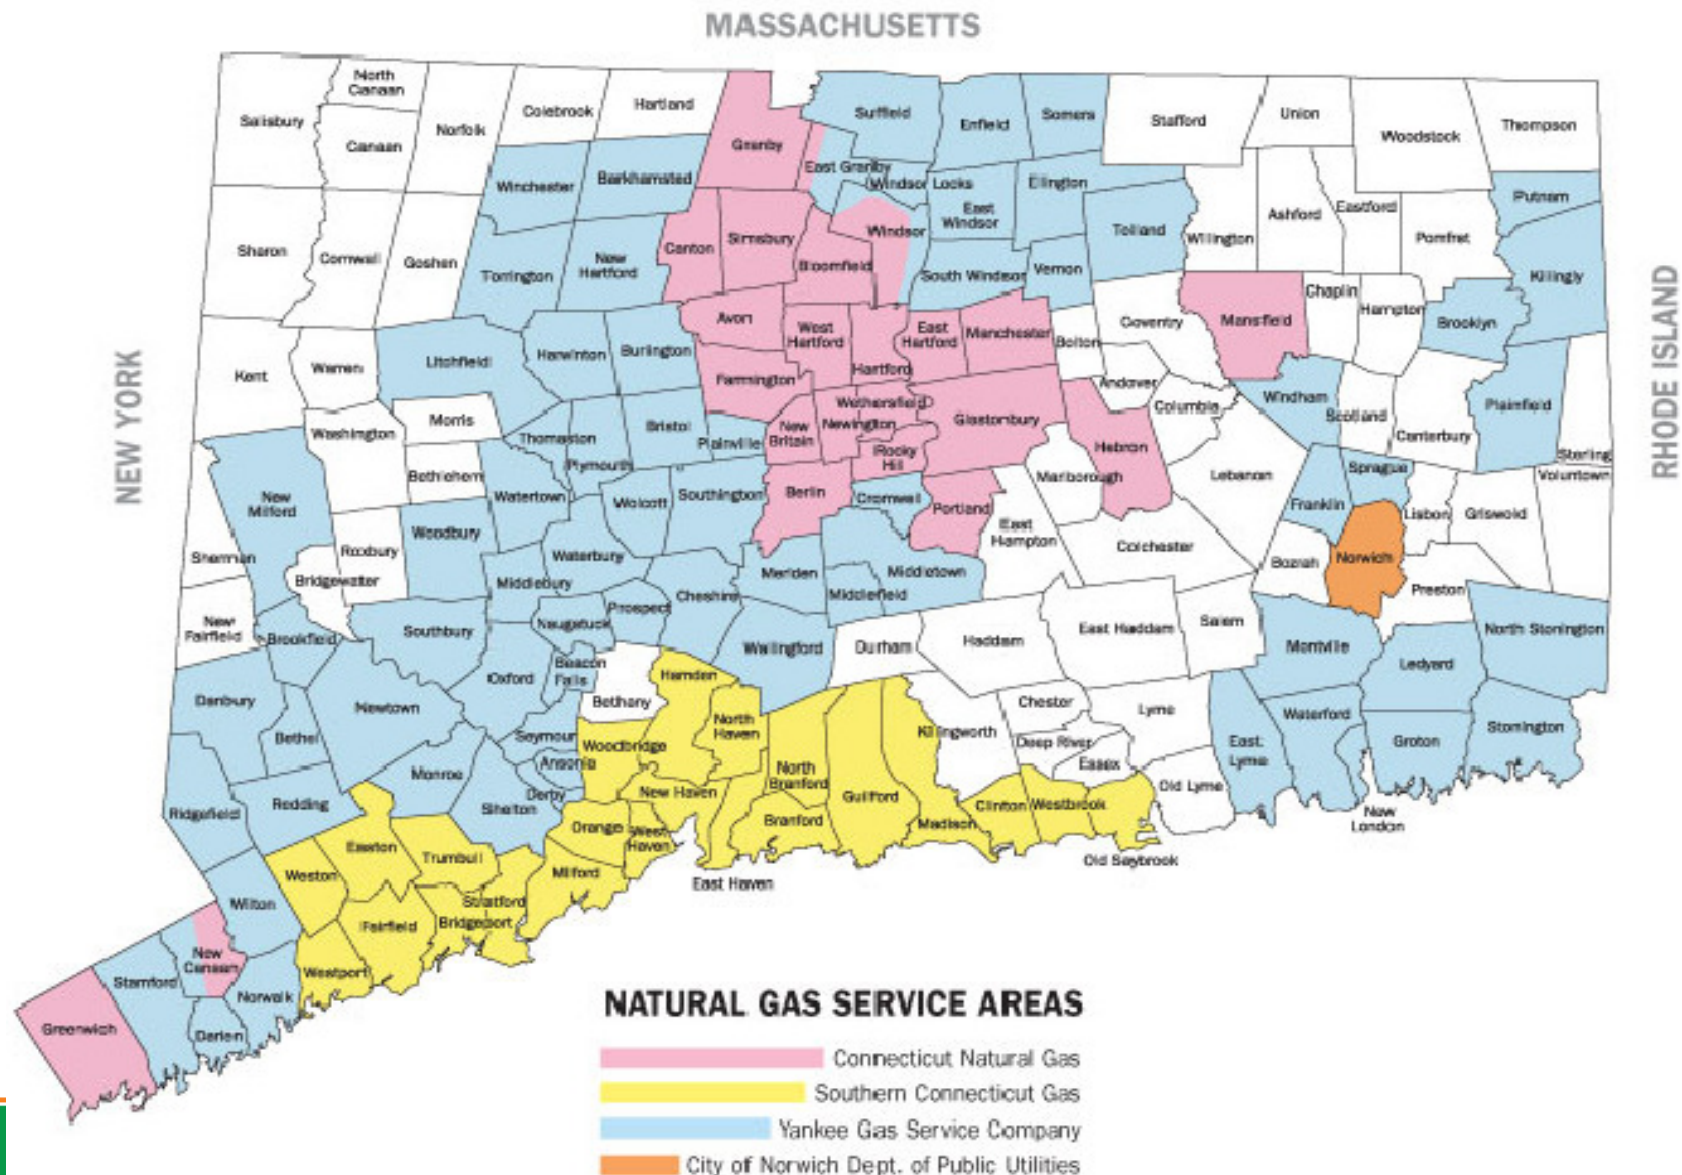 MASSACHUSETTS
NEW YORK
RHODE ISLAND
North
Canaan
Salisbury
Canaan
Norfolk
Colebrook
Hartland
Granby
Suffield
Enfield
Somers
Stafford
Union
Woodstock
Thompson
East Granby
Windsor Locks
Winchester
Barkhamsted
Ellington
Putnam
East
Windsor
Ashford
Eastford
Sharon
Cornwall
Goshen
Torrington
New
Hartford
Canton
Simsbury
Bloomfield
Windsor
South Windsor
Vernon
Tolland
Willington
Pomfret
Killingly
Kent
Warren
Litchfield
Harwinton
Burlington
Avon
West
Hartford
Hartford
East
Hartford
Manchester
Bolton
Coventry
Mansfield
Chaplin
Hampton
Brooklyn
Farmington
Andover
Columbia
Windham
Scotland
Canterbury
Plainfield
Sterling
Voluntown
Washington
Morris
Bethlehem
Thomaston
Plymouth
Bristol
Plainville
New
Britain
Wethersfield
Newington
Rocky
Hill
Glastonbury
Hebron
Marlborough
Lebanon
Sprague
Franklin
Lisbon
Griswold
New
Milford
Watertown
Wolcott
Southington
Berlin
Cromwell
Portland
East
Hampton
Colchester
Bozrah
Norwich
Preston
Sherman
Roxbury
Bridgewater
Woodbury
Waterbury
Middlebury
Meriden
Middletown
Middlefield
Cheshire
Prospect
Naugatuck
New
Fairfield
Brookfield
Southbury
Wallingford
Durham
Haddam
East Haddam
Salem
Montville
Ledyard
North Stonington
Danbury
Bethel
Newtown
Oxford
Beacon
Falls
Bethany
Hamden
North
Haven
Woodbridge
Seymour
Ansonia
Derby
Shelton
Monroe
Killingworth
Chester
Deep River
Essex
Lyme
Old Lyme
East
Lyme
Waterford
Groton
Stonington
New
London
Ridgefield
Redding
New Haven
North
Branford
Branford
Guilford
Madison
Clinton
Westbrook
Old Saybrook
East Haven
Orange
West
Haven
Milford
Easton
Trumbull
Weston
Stratford
Bridgeport
Fairfield
Wilton
Westport
New
Canaan
Stamford
Norwalk
Darien
Greenwich
NATURAL GAS SERVICE AREAS
Connecticut Natural Gas
Southern Connecticut Gas
Yankee Gas Service Company
City of Norwich Dept. of Public Utilities